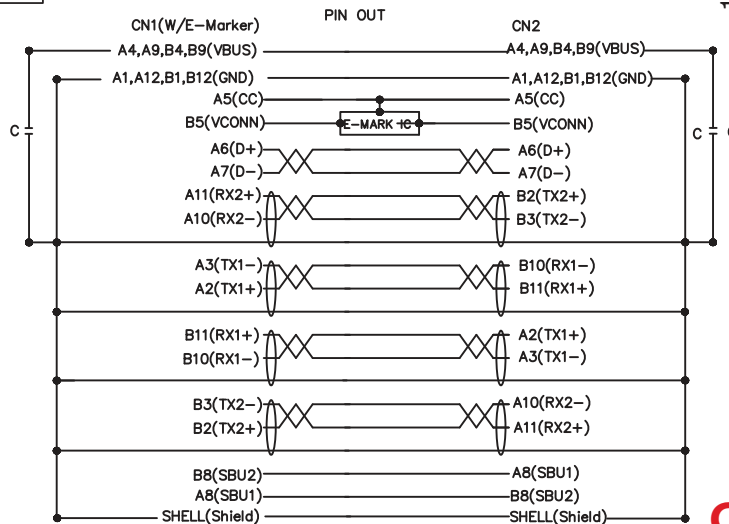 PIN OUT
CN1(W/E-Marker) CN2
A4,A9,B4,B9(VBUS) A4,A9,B4,B9(VBUS)
A1,A12,B1,B12(GND) A1,A12,B1,B12(GND)
A5(CC) A5(CC)
B5(VCONN) E-MARK IC B5(VCONN)
C C
A6(D+) A6(D+)
A7(D-) A7(D-)
A11(RX2+) B2(TX2+)
A10(RX2-) B3(TX2-)
A3(TX1-) B10(RX1-)
A2(TX1+) B11(RX1+)
B11(RX1+) A2(TX1+)
B10(RX1-) A3(TX1-)
B3(TX2-) A10(RX2-)
B2(TX2+) A11(RX2+)
B8(SBU2) A8(SBU1)
A8(SBU1) B8(SBU2)
SHELL(Shield) SHELL(Shield)